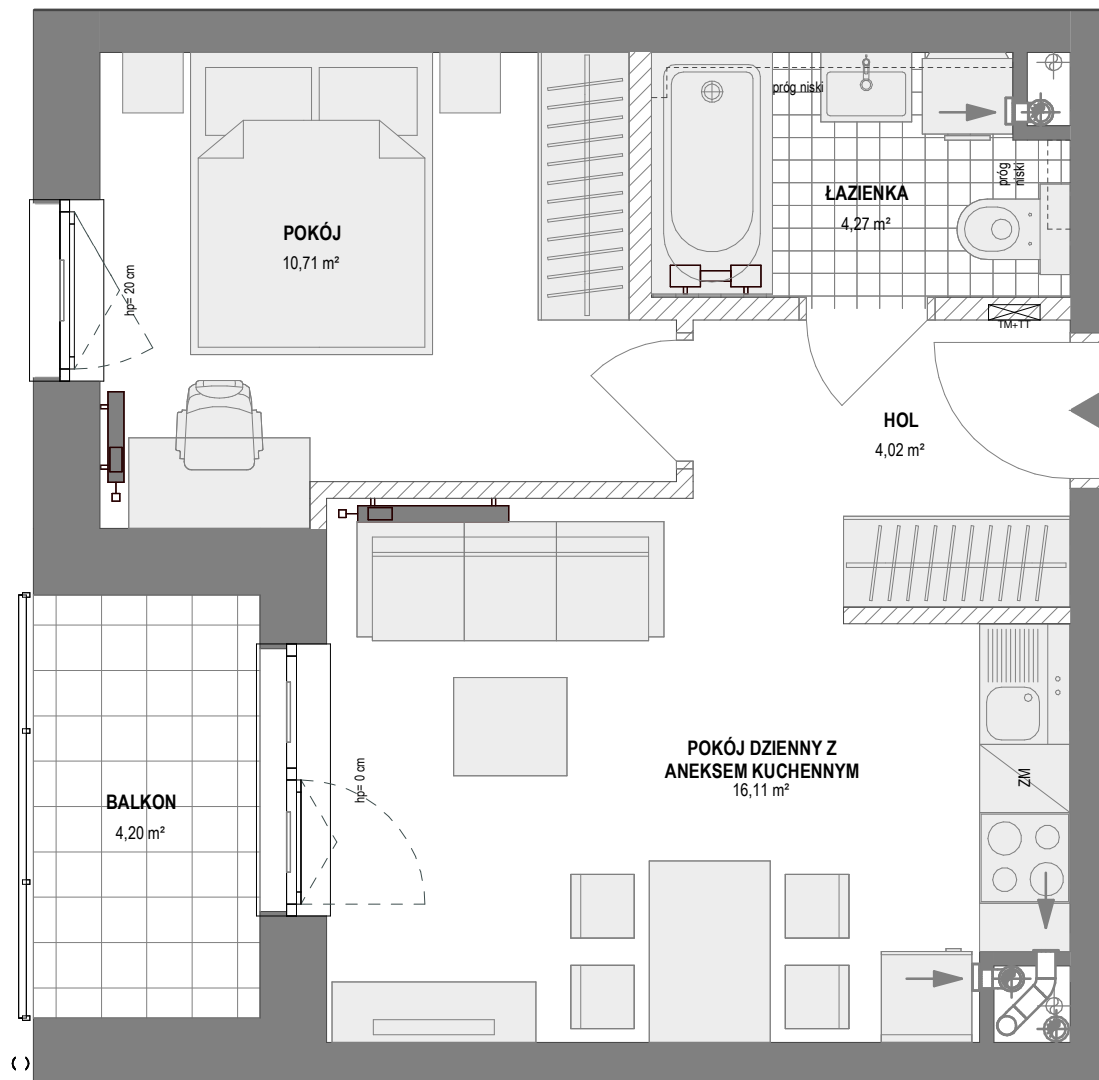 próg niski
próg
niski
ŁAZIENKA
4,27 m²
POKÓJ
10,71 m²
hp= 20 cm
TM+TT
HOL
4,02 m²
POKÓJ DZIENNY Z
ANEKSEM KUCHENNYM
16,11 m²
ZM
hp= 0 cm
BALKON
4,20 m²
( )